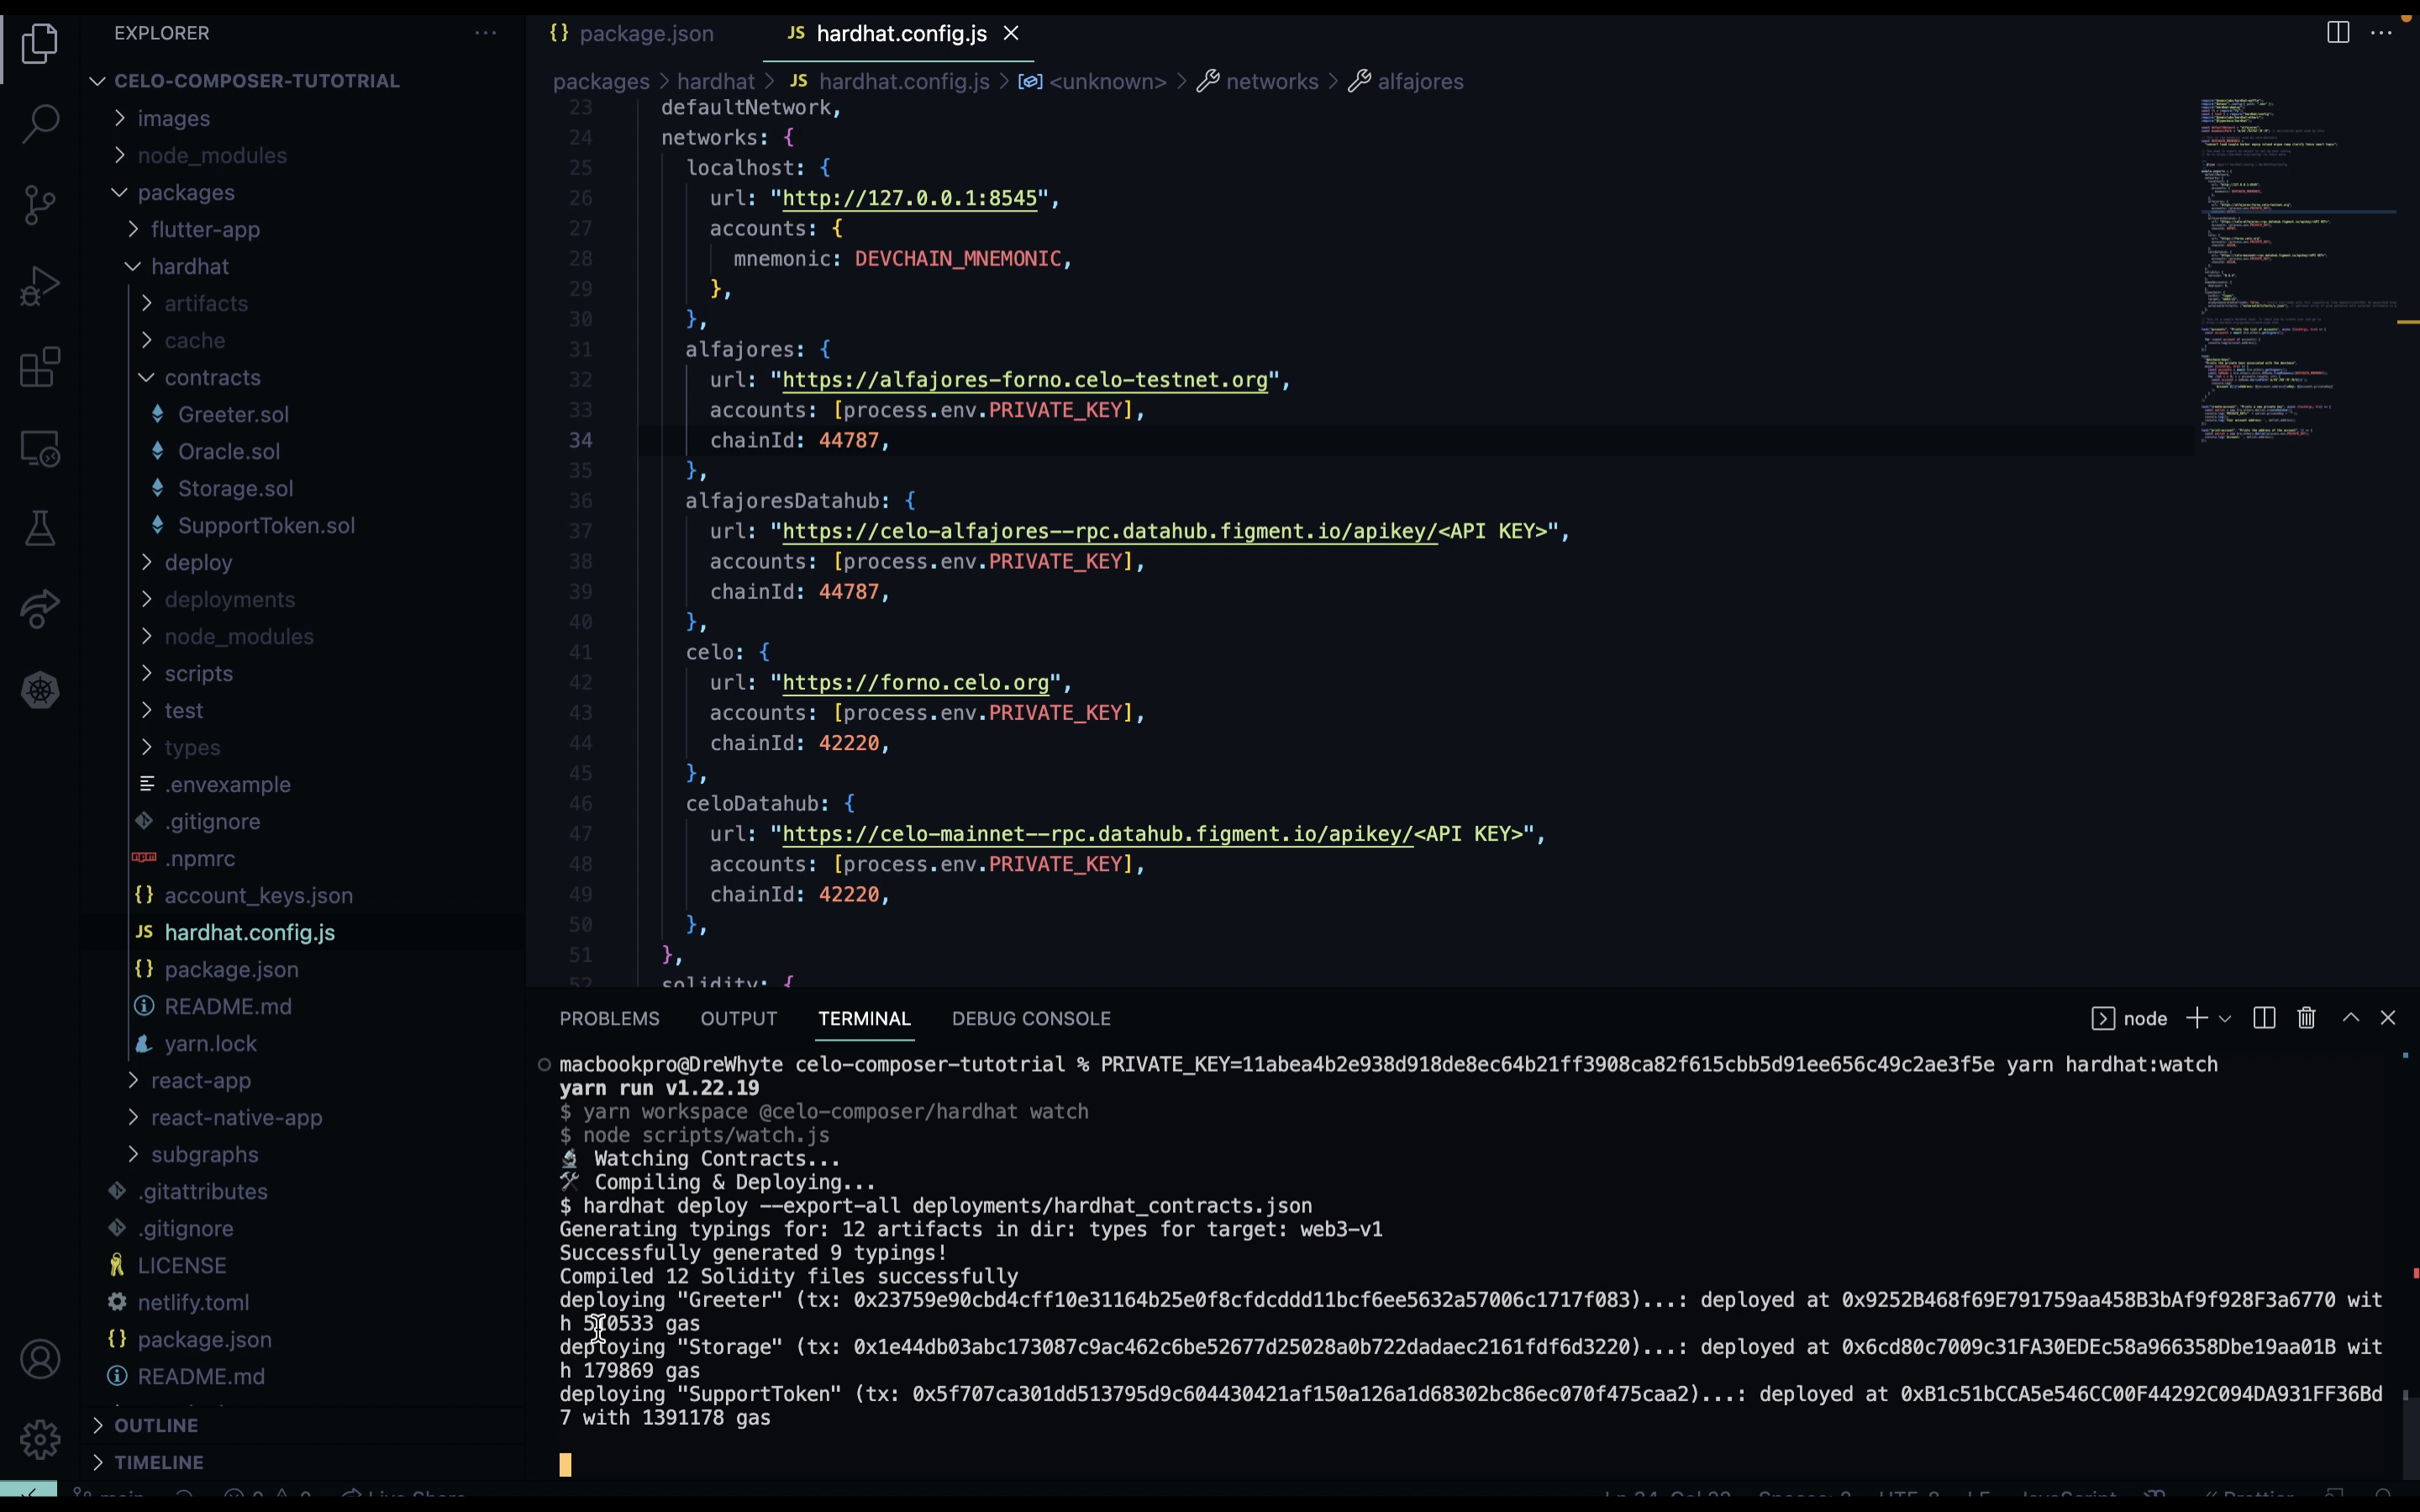 EXPLORER
CELO-COMPOSER-TUTOTRIAL
images
node_modules
packages
flutter-app
hardhat
artifacts
cache
contracts
Greeter.sol
Oracle.sol
Storage.sol
SupportToken.sol
deploy
deployments
node_modules
scripts
test
types
.envexample
.gitignore
.npmrc
account_keys.json
JS hardhat.config.js
package.json
README.md
yarn.lock
react-app
react-native-app
subgraphs
.gitattributes
.gitignore
LICENSE
netlify.toml
package.json
README.md
OUTLINE
TIMELINE
{} package.json JS hardhat.config.js
packages > hardhat > JS hardhat.config.js > <unknown> > networks > alfajores
23 defaultNetwork,
24 networks: {
25 localhost: {
26 url: "http://127.0.0.1:8545",
27 accounts: {
28 mnemonic: DEVCHAIN_MNEMONIC,
29 },
30 },
31 alfajores: {
32 url: "https://alfajores-forno.celo-testnet.org",
33 accounts: [process.env.PRIVATE_KEY],
34 chainId: 44787,
35 },
36 alfajoresDatahub: {
37 url: "https://celo-alfajores--rpc.datahub.figment.io/apikey/<API KEY>",
38 accounts: [process.env.PRIVATE_KEY],
39 chainId: 44787,
40 },
41 celo: {
42 url: "https://forno.celo.org",
43 accounts: [process.env.PRIVATE_KEY],
44 chainId: 42220,
45 },
46 celoDatahub: {
47 url: "https://celo-mainnet--rpc.datahub.figment.io/apikey/<API KEY>",
48 accounts: [process.env.PRIVATE_KEY],
49 chainId: 42220,
50 },
51 },
52 solidity: {
PROBLEMS OUTPUT TERMINAL DEBUG CONSOLE node
macbookpro@DreWhyte celo-composer-tutotrial % PRIVATE_KEY=11abea4b2e938d918de8ec64b21ff3908ca82f615cbb5d91ee656c49c2ae3f5e yarn hardhat:watch
yarn run v1.22.19
$ yarn workspace @celo-composer/hardhat watch
$ node scripts/watch.js
Watching Contracts...
Compiling & Deploying...
$ hardhat deploy --export-all deployments/hardhat_contracts.json
Generating typings for: 12 artifacts in dir: types for target: web3-v1
Successfully generated 9 typings!
Compiled 12 Solidity files successfully
deploying "Greeter" (tx: 0x23759e90cbd4cff10e31164b25e0f8cfdcddd11bcf6ee5632a57006c1717f083)...: deployed at 0x9252B468f69E791759aa458B3bAf9f928F3a6770 wit
h 510533 gas
deploying "Storage" (tx: 0x1e44db03abc173087c9ac462c6be52677d25028a0b722dadaec2161fdf6d3220)...: deployed at 0x6cd80c7009c31FA30EDEc58a966358Dbe19aa01B wit
h 179869 gas
deploying "SupportToken" (tx: 0x5f707ca301dd513795d9c604430421af150a126a1d68302bc86ec070f475caa2)...: deployed at 0xB1c51bCCA5e546CC00F44292C094DA931FF36Bd
7 with 1391178 gas